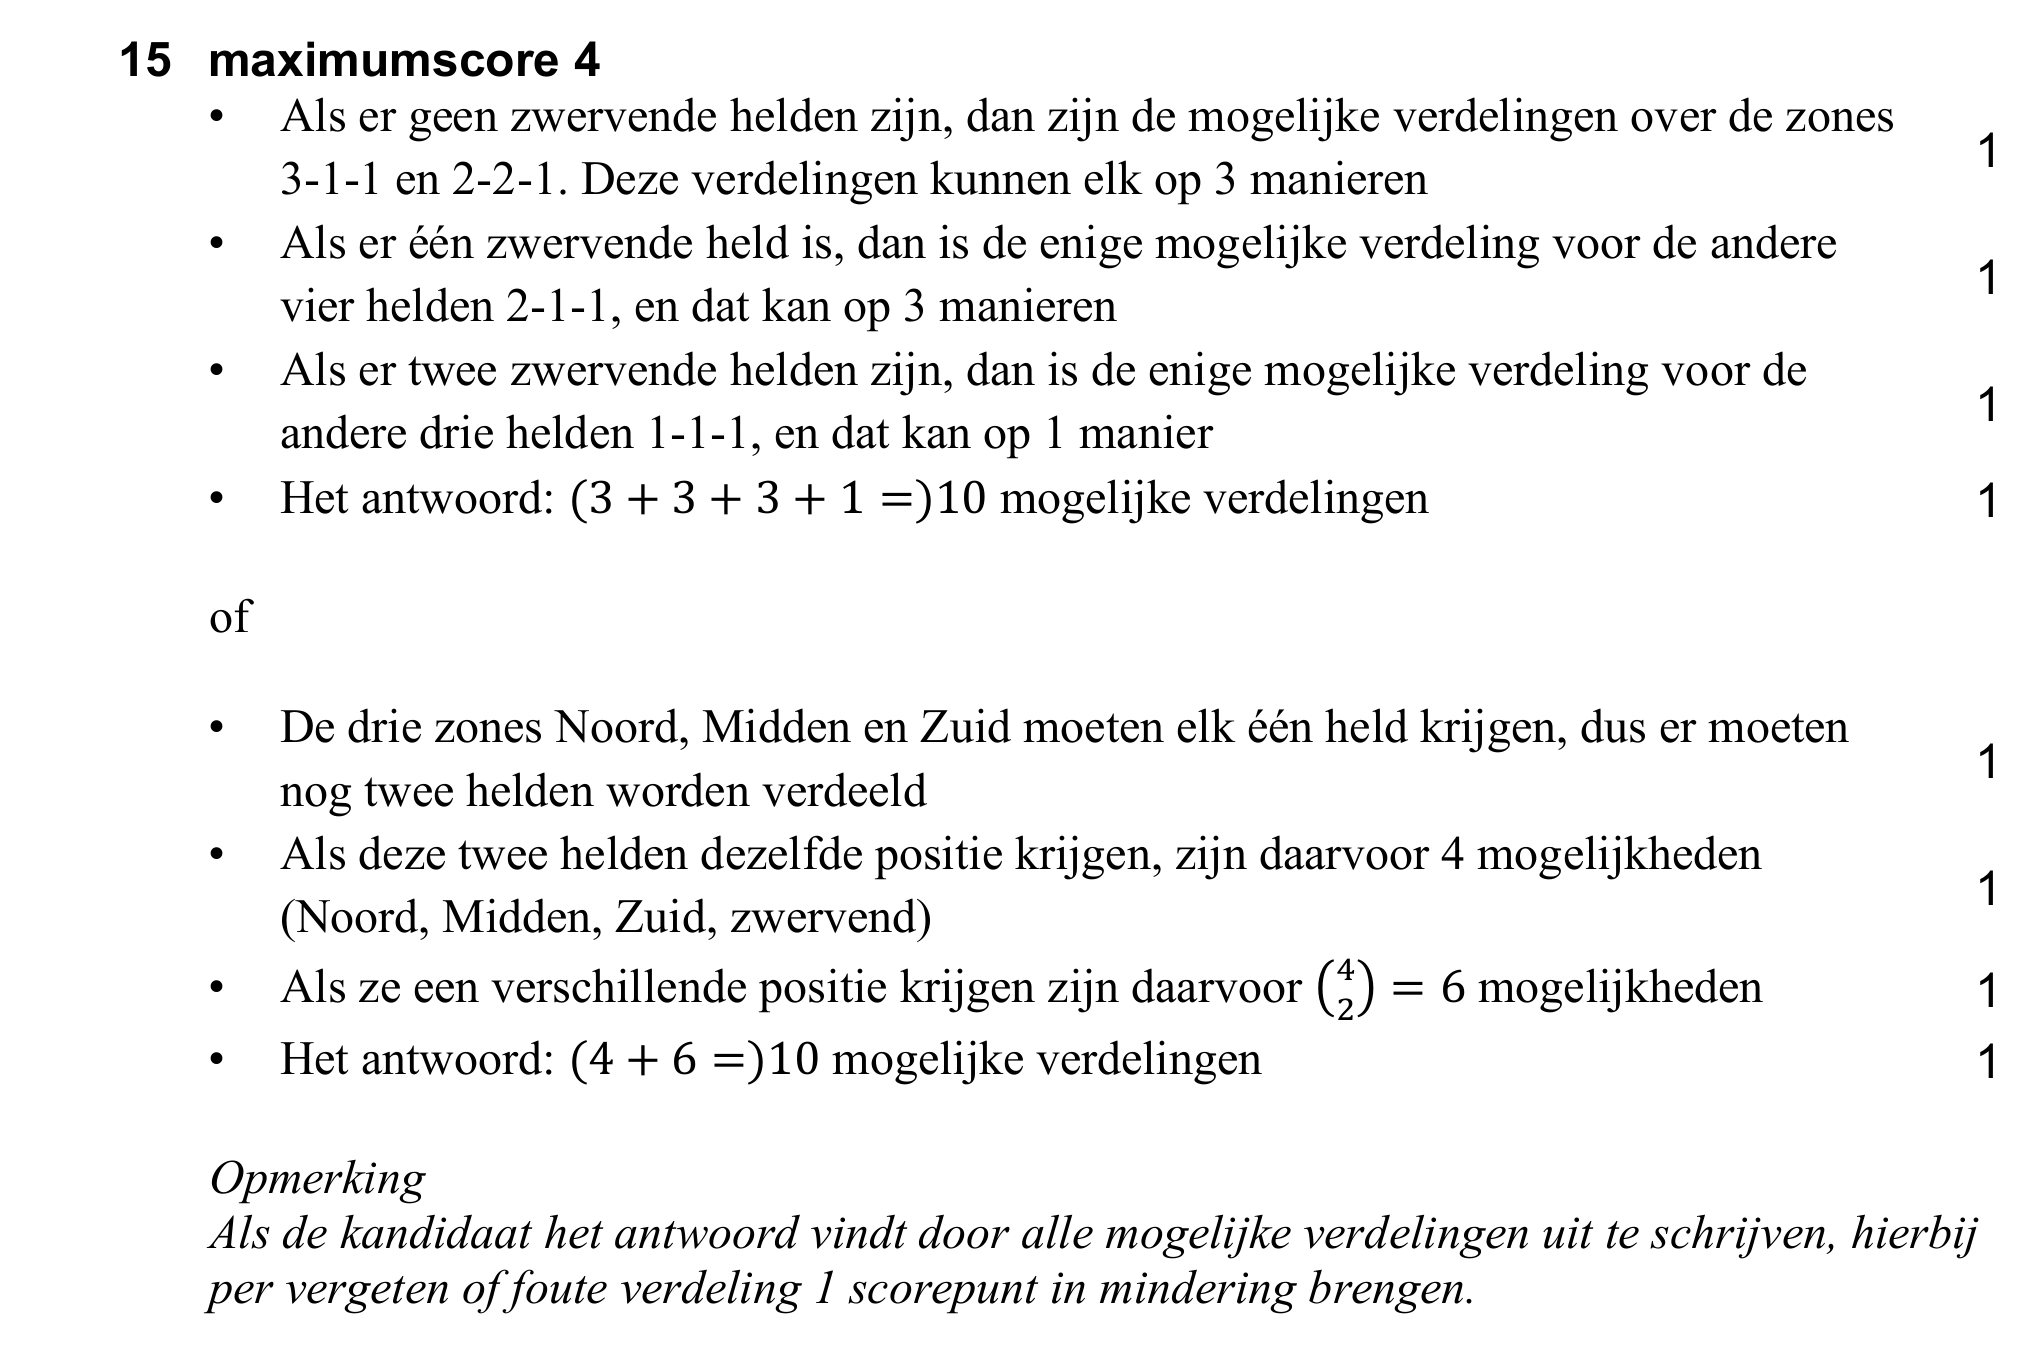 15 maximumscore 4
• Als er geen zwervende helden zijn, dan zijn de mogelijke verdelingen over de zones
3-1-1 en 2-2-1. Deze verdelingen kunnen elk op 3 manieren 1
• Als er één zwervende held is, dan is de enige mogelijke verdeling voor de andere
vier helden 2-1-1, en dat kan op 3 manieren 1
• Als er twee zwervende helden zijn, dan is de enige mogelijke verdeling voor de
andere drie helden 1-1-1, en dat kan op 1 manier 1
• Het antwoord: (3 + 3 + 3 + 1 =)10 mogelijke verdelingen 1
of
• De drie zones Noord, Midden en Zuid moeten elk één held krijgen, dus er moeten
nog twee helden worden verdeeld 1
• Als deze twee helden dezelfde positie krijgen, zijn daarvoor 4 mogelijkheden
(Noord, Midden, Zuid, zwervend) 1
• Als ze een verschillende positie krijgen zijn daarvoor (4 2) = 6 mogelijkheden 1
• Het antwoord: (4 + 6 =)10 mogelijke verdelingen 1
Opmerking
Als de kandidaat het antwoord vindt door alle mogelijke verdelingen uit te schrijven, hierbij
per vergeten of foute verdeling 1 scorepunt in mindering brengen.